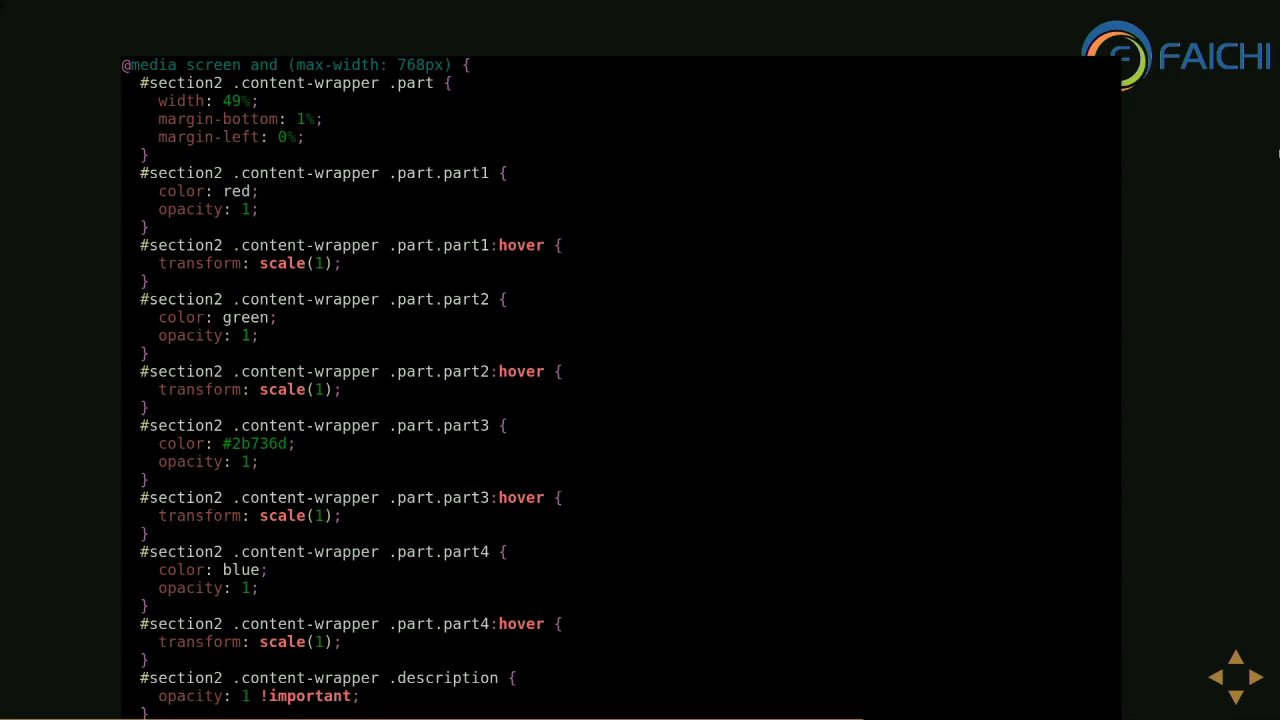 FAICHI
@media screen and (max-width: 768px) {
#section2 .content-wrapper .part {
width: 49%;
margin-bottom: 1%;
margin-left: 0%;
}
#section2 .content-wrapper .part.part1 {
color: red;
opacity: 1;
}
#section2 .content-wrapper .part.part1:hover {
transform: scale(1);
}
#section2 .content-wrapper .part.part2 {
color: green;
opacity: 1;
}
#section2 .content-wrapper .part.part2:hover {
transform: scale(1);
}
#section2 .content-wrapper .part.part3 {
color: #2b736d;
opacity: 1;
}
#section2 .content-wrapper .part.part3:hover {
transform: scale(1);
}
#section2 .content-wrapper .part.part4 {
color: blue;
opacity: 1;
}
#section2 .content-wrapper .part.part4:hover {
transform: scale(1);
}
#section2 .content-wrapper .description {
opacity: 1 !important;
}